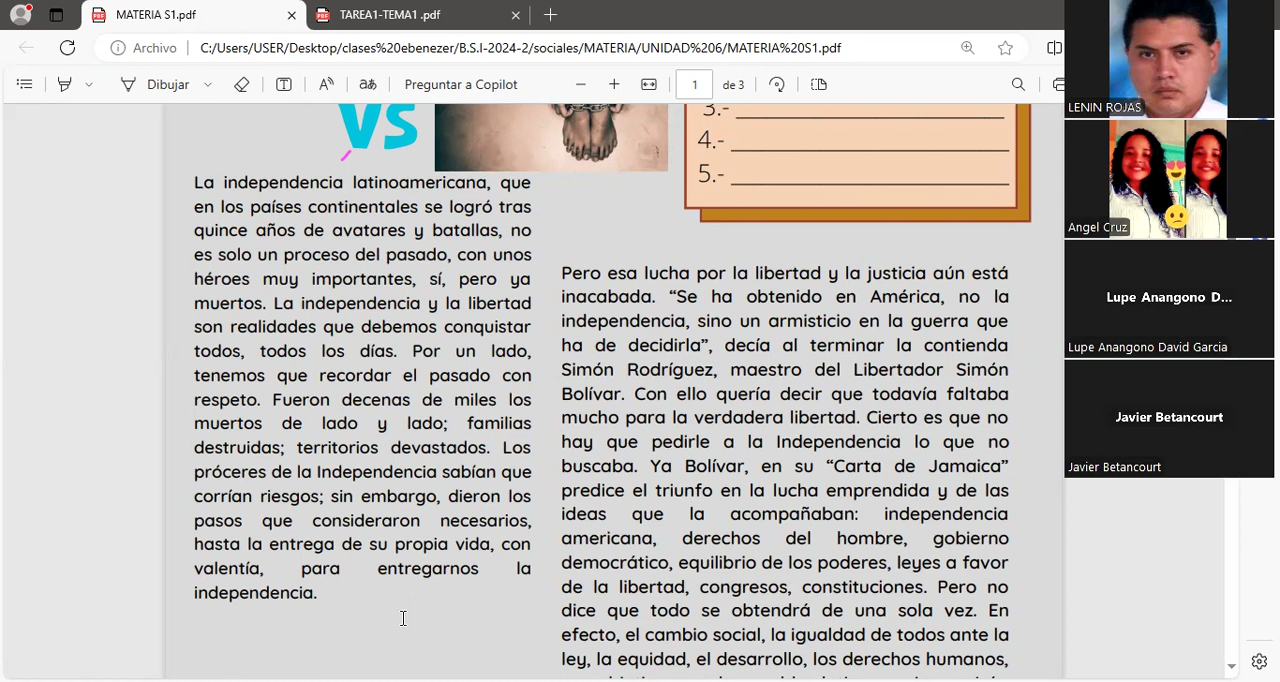 MATERIA S1.pdf
TAREA1-TEMA1 .pdf
Archivo
C:/Users/USER/Desktop/clases%20ebenezer/B.S.I-2024-2/sociales/MATERIA/UNIDAD%206/MATERIA%20S1.pdf
Dibujar
Preguntar a Copilot
1
de 3
VS
3.-
4.-
5.-
La independencia latinoamericana, que
en los países continentales se logró tras
quince años de avatares y batallas, no
es solo un proceso del pasado, con unos
héroes muy importantes, sí, pero ya
muertos. La independencia y la libertad
son realidades que debemos conquistar
todos, todos los días. Por un lado,
tenemos que recordar el pasado con
respeto. Fueron decenas de miles los
muertos de lado y lado; familias
destruidas; territorios devastados. Los
próceres de la Independencia sabían que
corrían riesgos; sin embargo, dieron los
pasos que consideraron necesarios,
hasta la entrega de su propia vida, con
valentía, para entregarnos la
independencia.
Pero esa lucha por la libertad y la justicia aún está
inacabada. “Se ha obtenido en América, no la
independencia, sino un armisticio en la guerra que
ha de decidirla”, decía al terminar la contienda
Simón Rodríguez, maestro del Libertador Simón
Bolívar. Con ello quería decir que todavía faltaba
mucho para la verdadera libertad. Cierto es que no
hay que pedirle a la Independencia lo que no
buscaba. Ya Bolívar, en su “Carta de Jamaica”
predice el triunfo en la lucha emprendida y de las
ideas que la acompañaban: independencia
americana, derechos del hombre, gobierno
democrático, equilibrio de los poderes, leyes a favor
de la libertad, congresos, constituciones. Pero no
dice que todo se obtendrá de una sola vez. En
efecto, el cambio social, la igualdad de todos ante la
ley, la equidad, el desarrollo, los derechos humanos,
LENIN ROJAS
Angel Cruz
Lupe Anangono D...
Lupe Anangono David Garcia
Javier Betancourt
Javier Betancourt